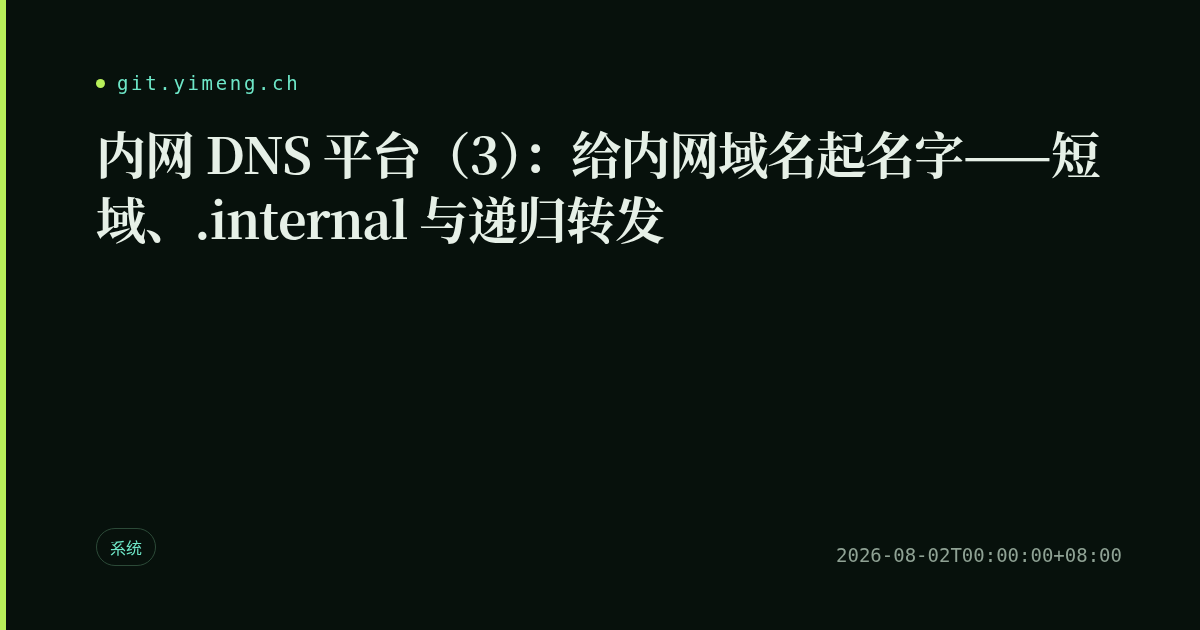 git.yimeng.ch
内网 DNS 平台（3）：给内网域名起名字——短
域、.internal 与递归转发
系统
2026-08-02T00:00:00+08:00